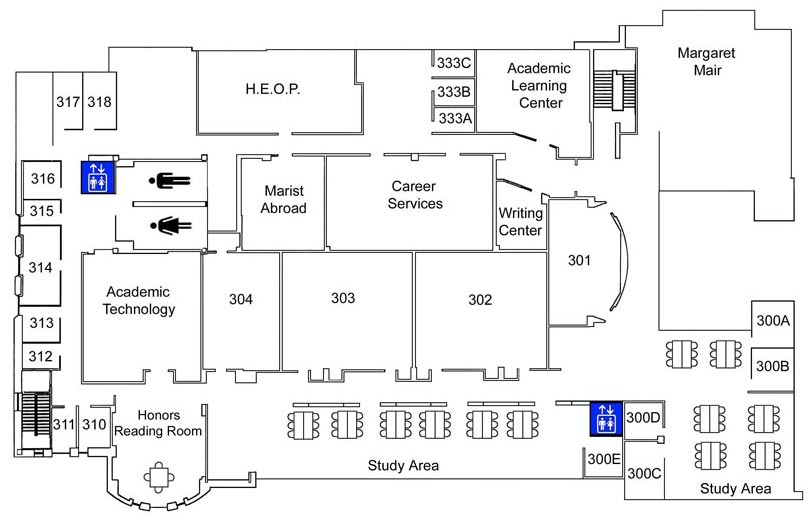 Margaret
Mair
333C
Academic
Learning
Center
H.E.O.P.
333B
317
318
333A
316
Marist
Abroad
Career
Services
315
Writing
Center
314
301
Academic
Technology
304
303
302
313
300A
312
300B
311
310
Honors
Reading Room
300D
300E
300C
Study Area
Study Area